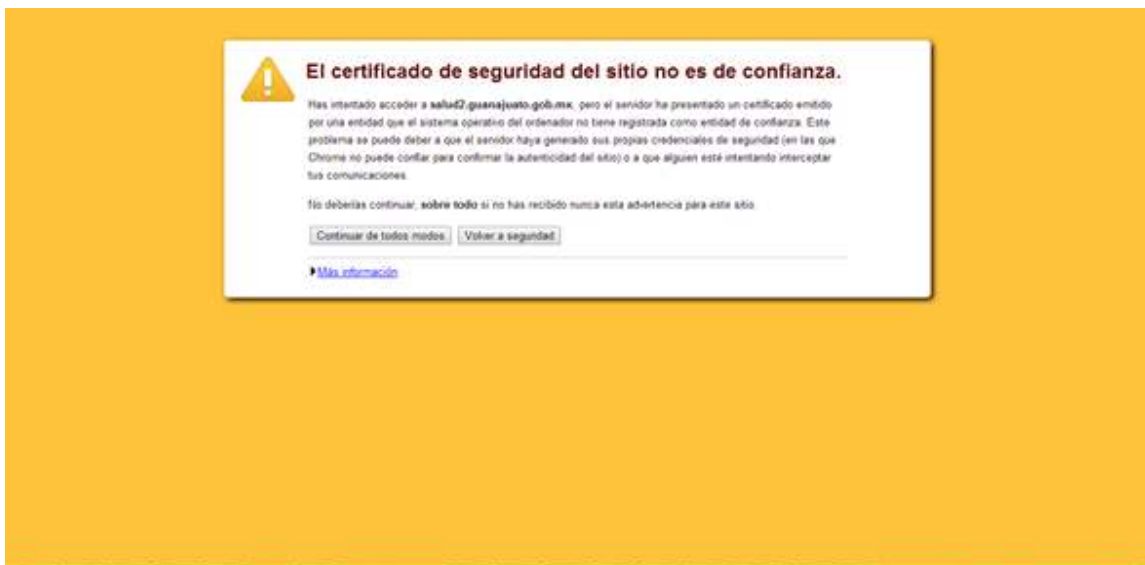 El certificado de seguridad del sitio no es de confianza.
Has intentado acceder a salud2.guanajuato.gob.mx, pero el servidor ha presentado un certificado emitido
por una entidad que el sistema operativo del ordenador no tiene registrada como entidad de confianza. Este
problema se puede deber a que el servidor haya generado sus propias credenciales de seguridad (en las que
Chrome no puede confiar para confirmar la autenticidad del sitio) o a que alguien esté intentando interceptar
tus comunicaciones.
No deberías continuar, sobre todo si no has recibido nunca esta advertencia para este sitio.
Continuar de todos modos Volver a seguridad
Más información